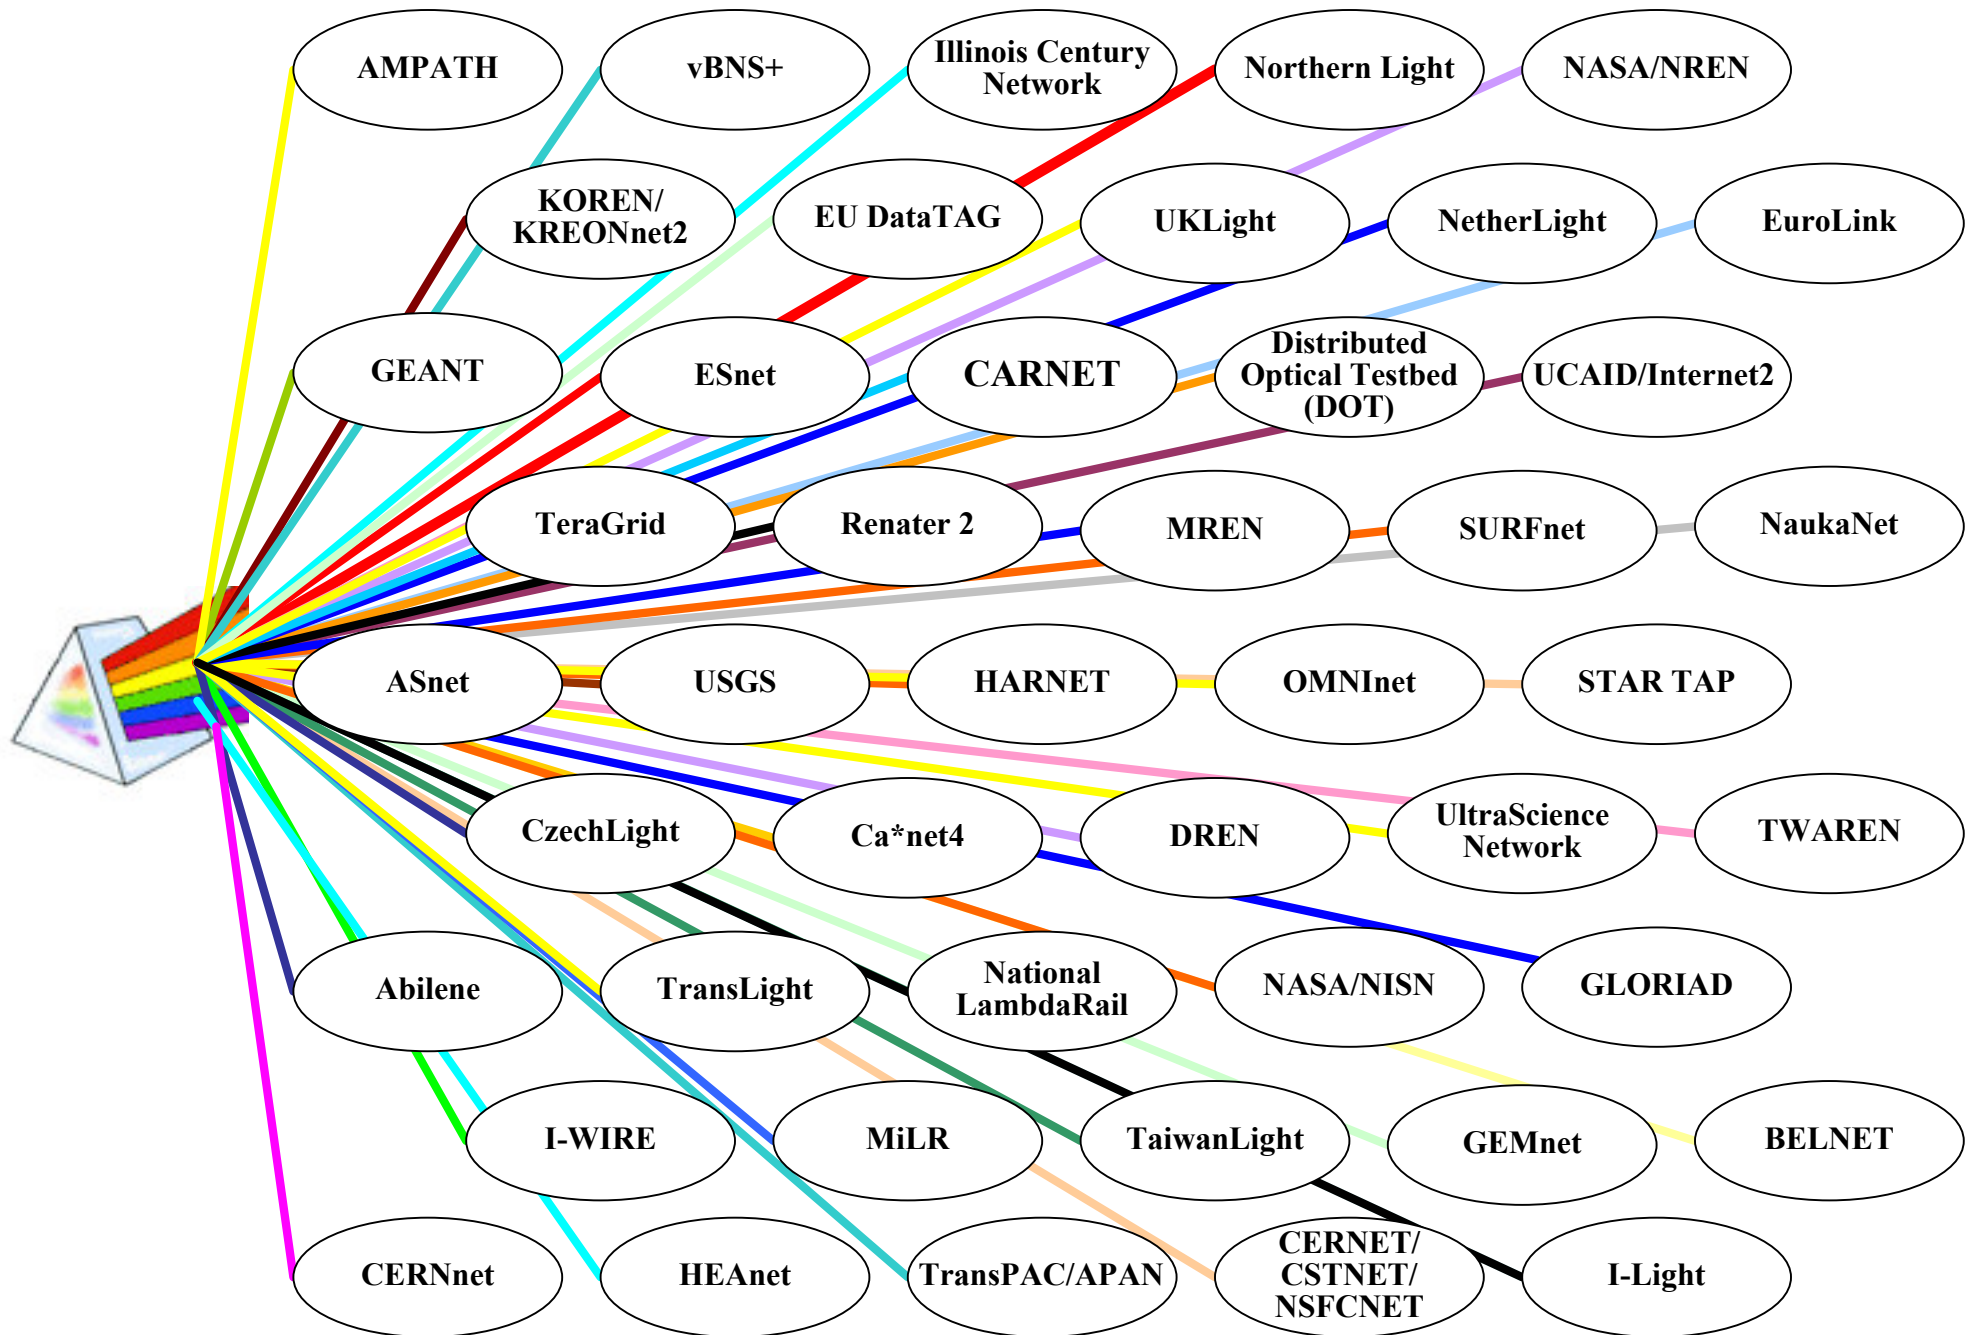 AMPATH
vBNS+
Illinois Century
Network
Northern Light
NASA/NREN
KOREN/
KREONnet2
EU DataTAG
UKLight
NetherLight
EuroLink
GEANT
ESnet
CARNET
Distributed
Optical Testbed
(DOT)
UCAID/Internet2
TeraGrid
Renater 2
MREN
SURFnet
NaukaNet
ASnet
USGS
HARNET
OMNInet
STAR TAP
CzechLight
Ca*net4
DREN
UltraScience
Network
TWAREN
Abilene
TransLight
National
LambdaRail
NASA/NISN
GLORIAD
I-WIRE
MiLR
TaiwanLight
GEMnet
BELNET
CERNnet
HEAnet
TransPAC/APAN
CERNET/
CSTNET/
NSFCNET
I-Light